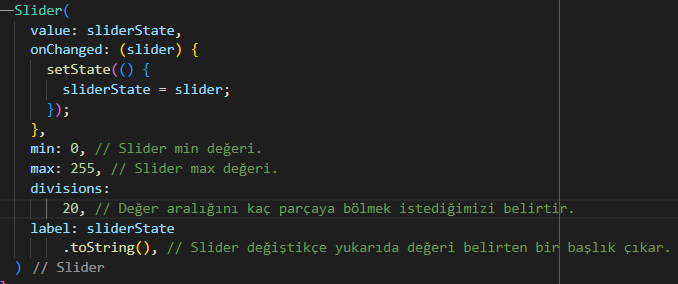 Slider(
value: sliderState,
onChanged: (slider) {
setState(() {
sliderState = slider;
});
},
min: 0, // Slider min değeri.
max: 255, // Slider max değeri.
divisions:
20, // Değer aralığını kaç parçaya bölmek istediğimizi belirtir.
label: sliderState
.toString(), // Slider değiştikçe yukarıda değeri belirten bir başlık çıkar.
) // Slider